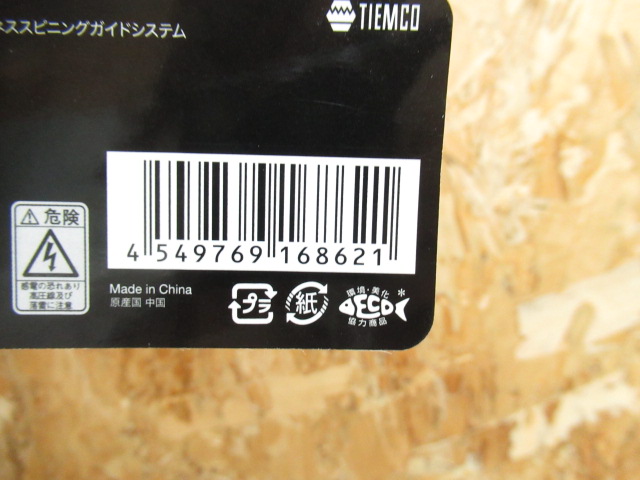 TIEMCO
ススピニングガイドシステム
4 549769 168621
危険
感電の恐れあり
高圧線及び
落雷に注意
Made in China
原産国 中国
プラ
紙
環境・美化
ECO
協力商品